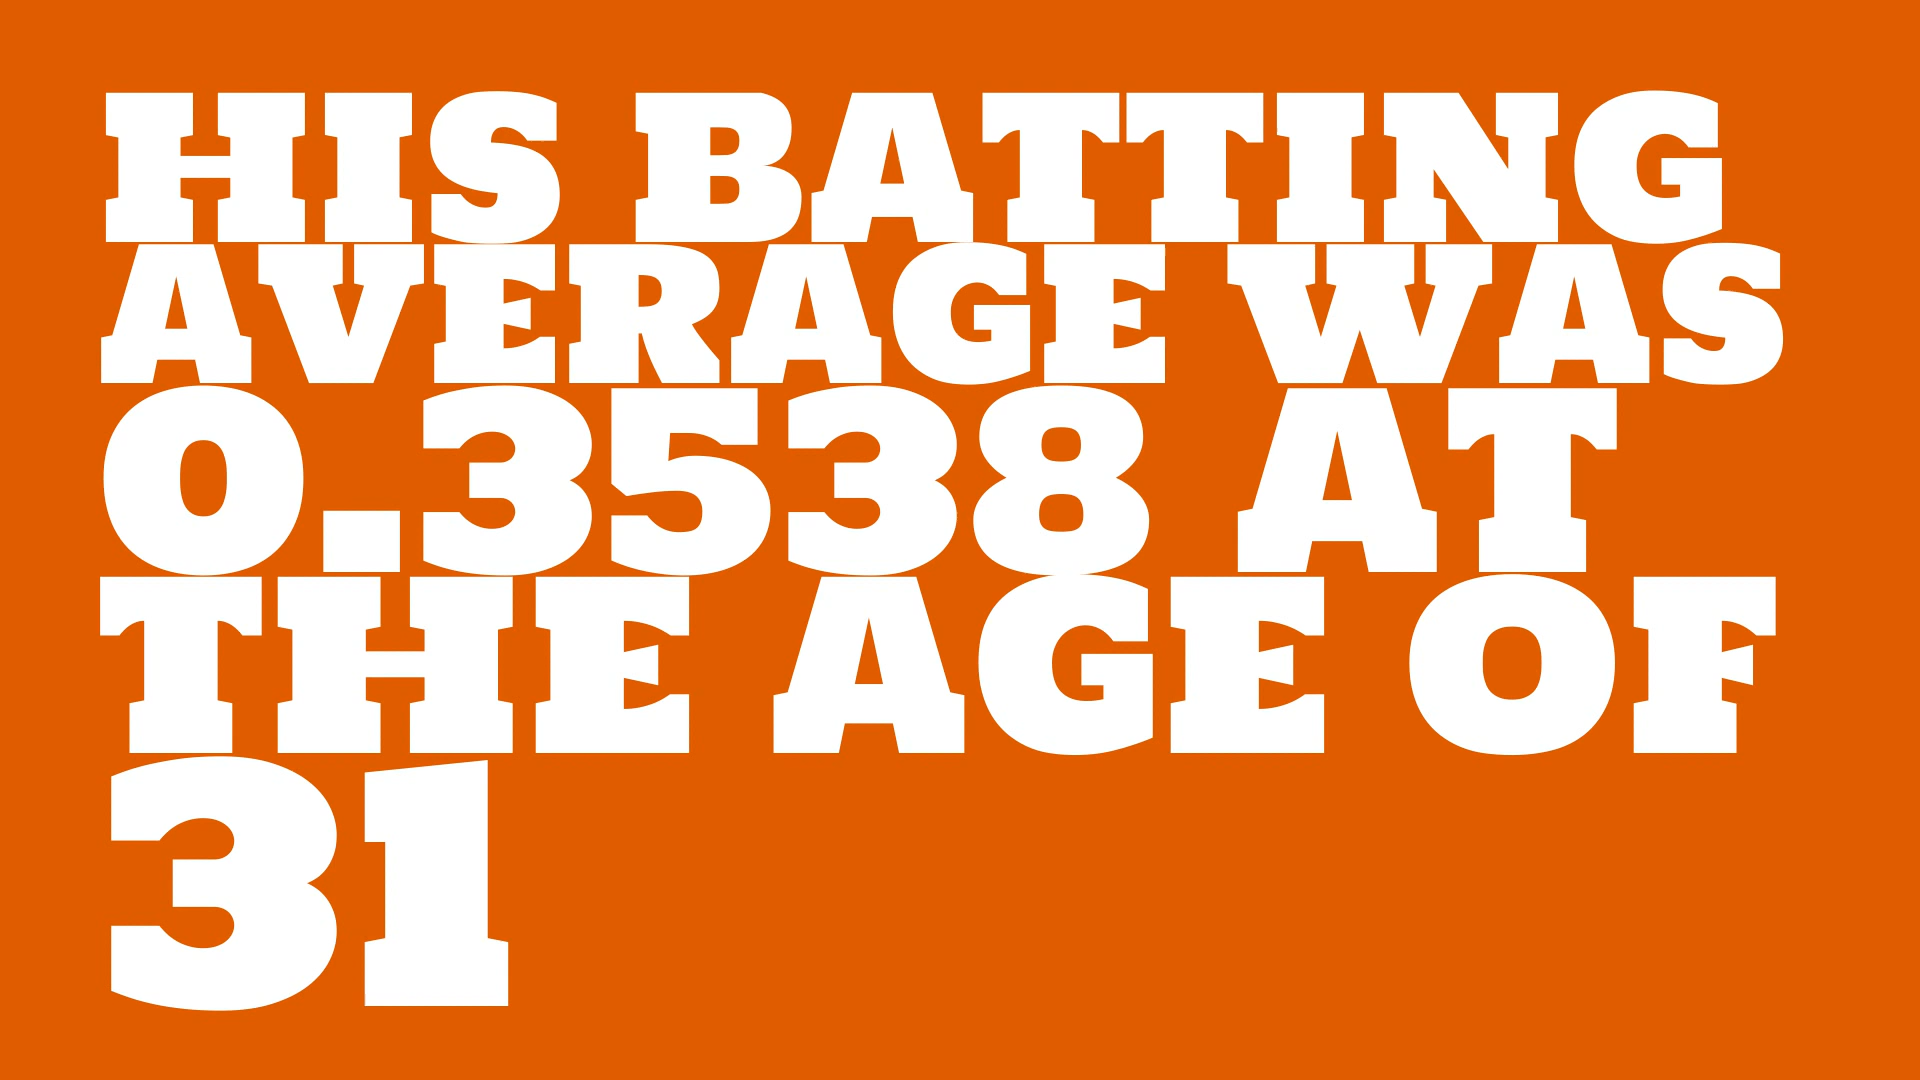 HIS BATTING
AVERAGE WAS
0.3538 AT
THE AGE OF
31